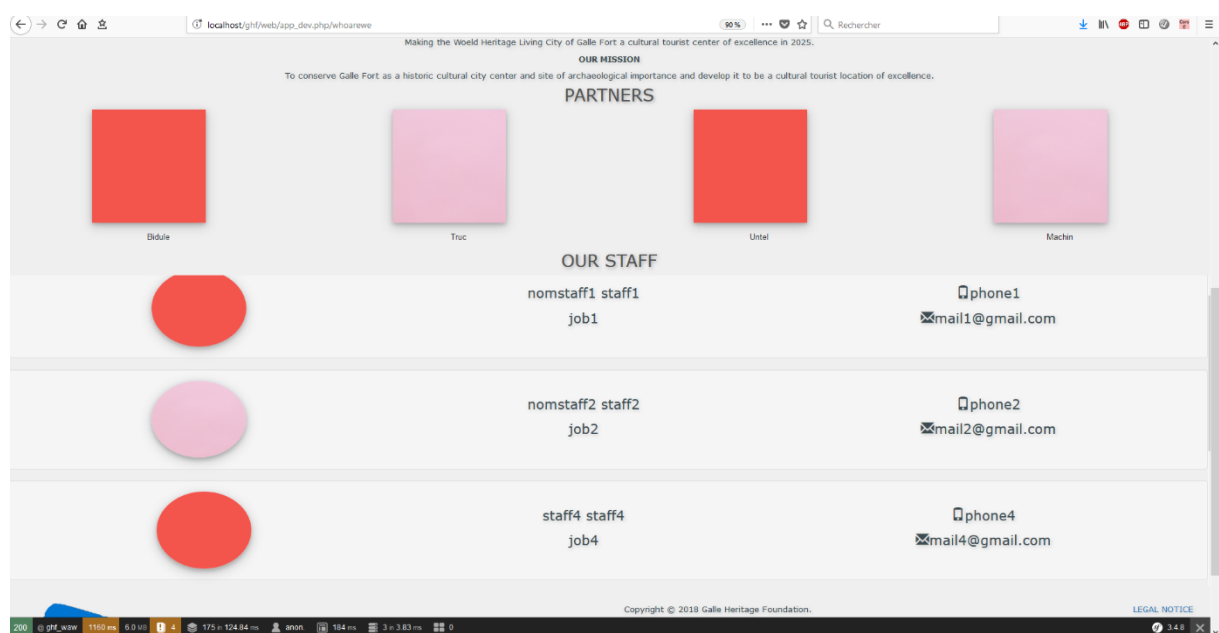 localhost/ghf/web/app_dev.php/whoarewe
90 %
Rechercher
Making the Woeld Heritage Living City of Galle Fort a cultural tourist center of excellence in 2025.
OUR MISSION
To conserve Galle Fort as a historic cultural city center and site of archaeological importance and develop it to be a cultural tourist location of excellence.
PARTNERS
Bidule
Truc
Untel
Machin
OUR STAFF
nomstaff1 staff1
phone1
job1
mail1@gmail.com
nomstaff2 staff2
phone2
job2
mail2@gmail.com
staff4 staff4
phone4
job4
mail4@gmail.com
Copyright © 2018 Galle Heritage Foundation.
LEGAL NOTICE
200 @ ghf_waw 1160 ms 6.0 MB 4 175 in 124.84 ms anon. 184 ms 3 in 3.83 ms 0 3.4.8